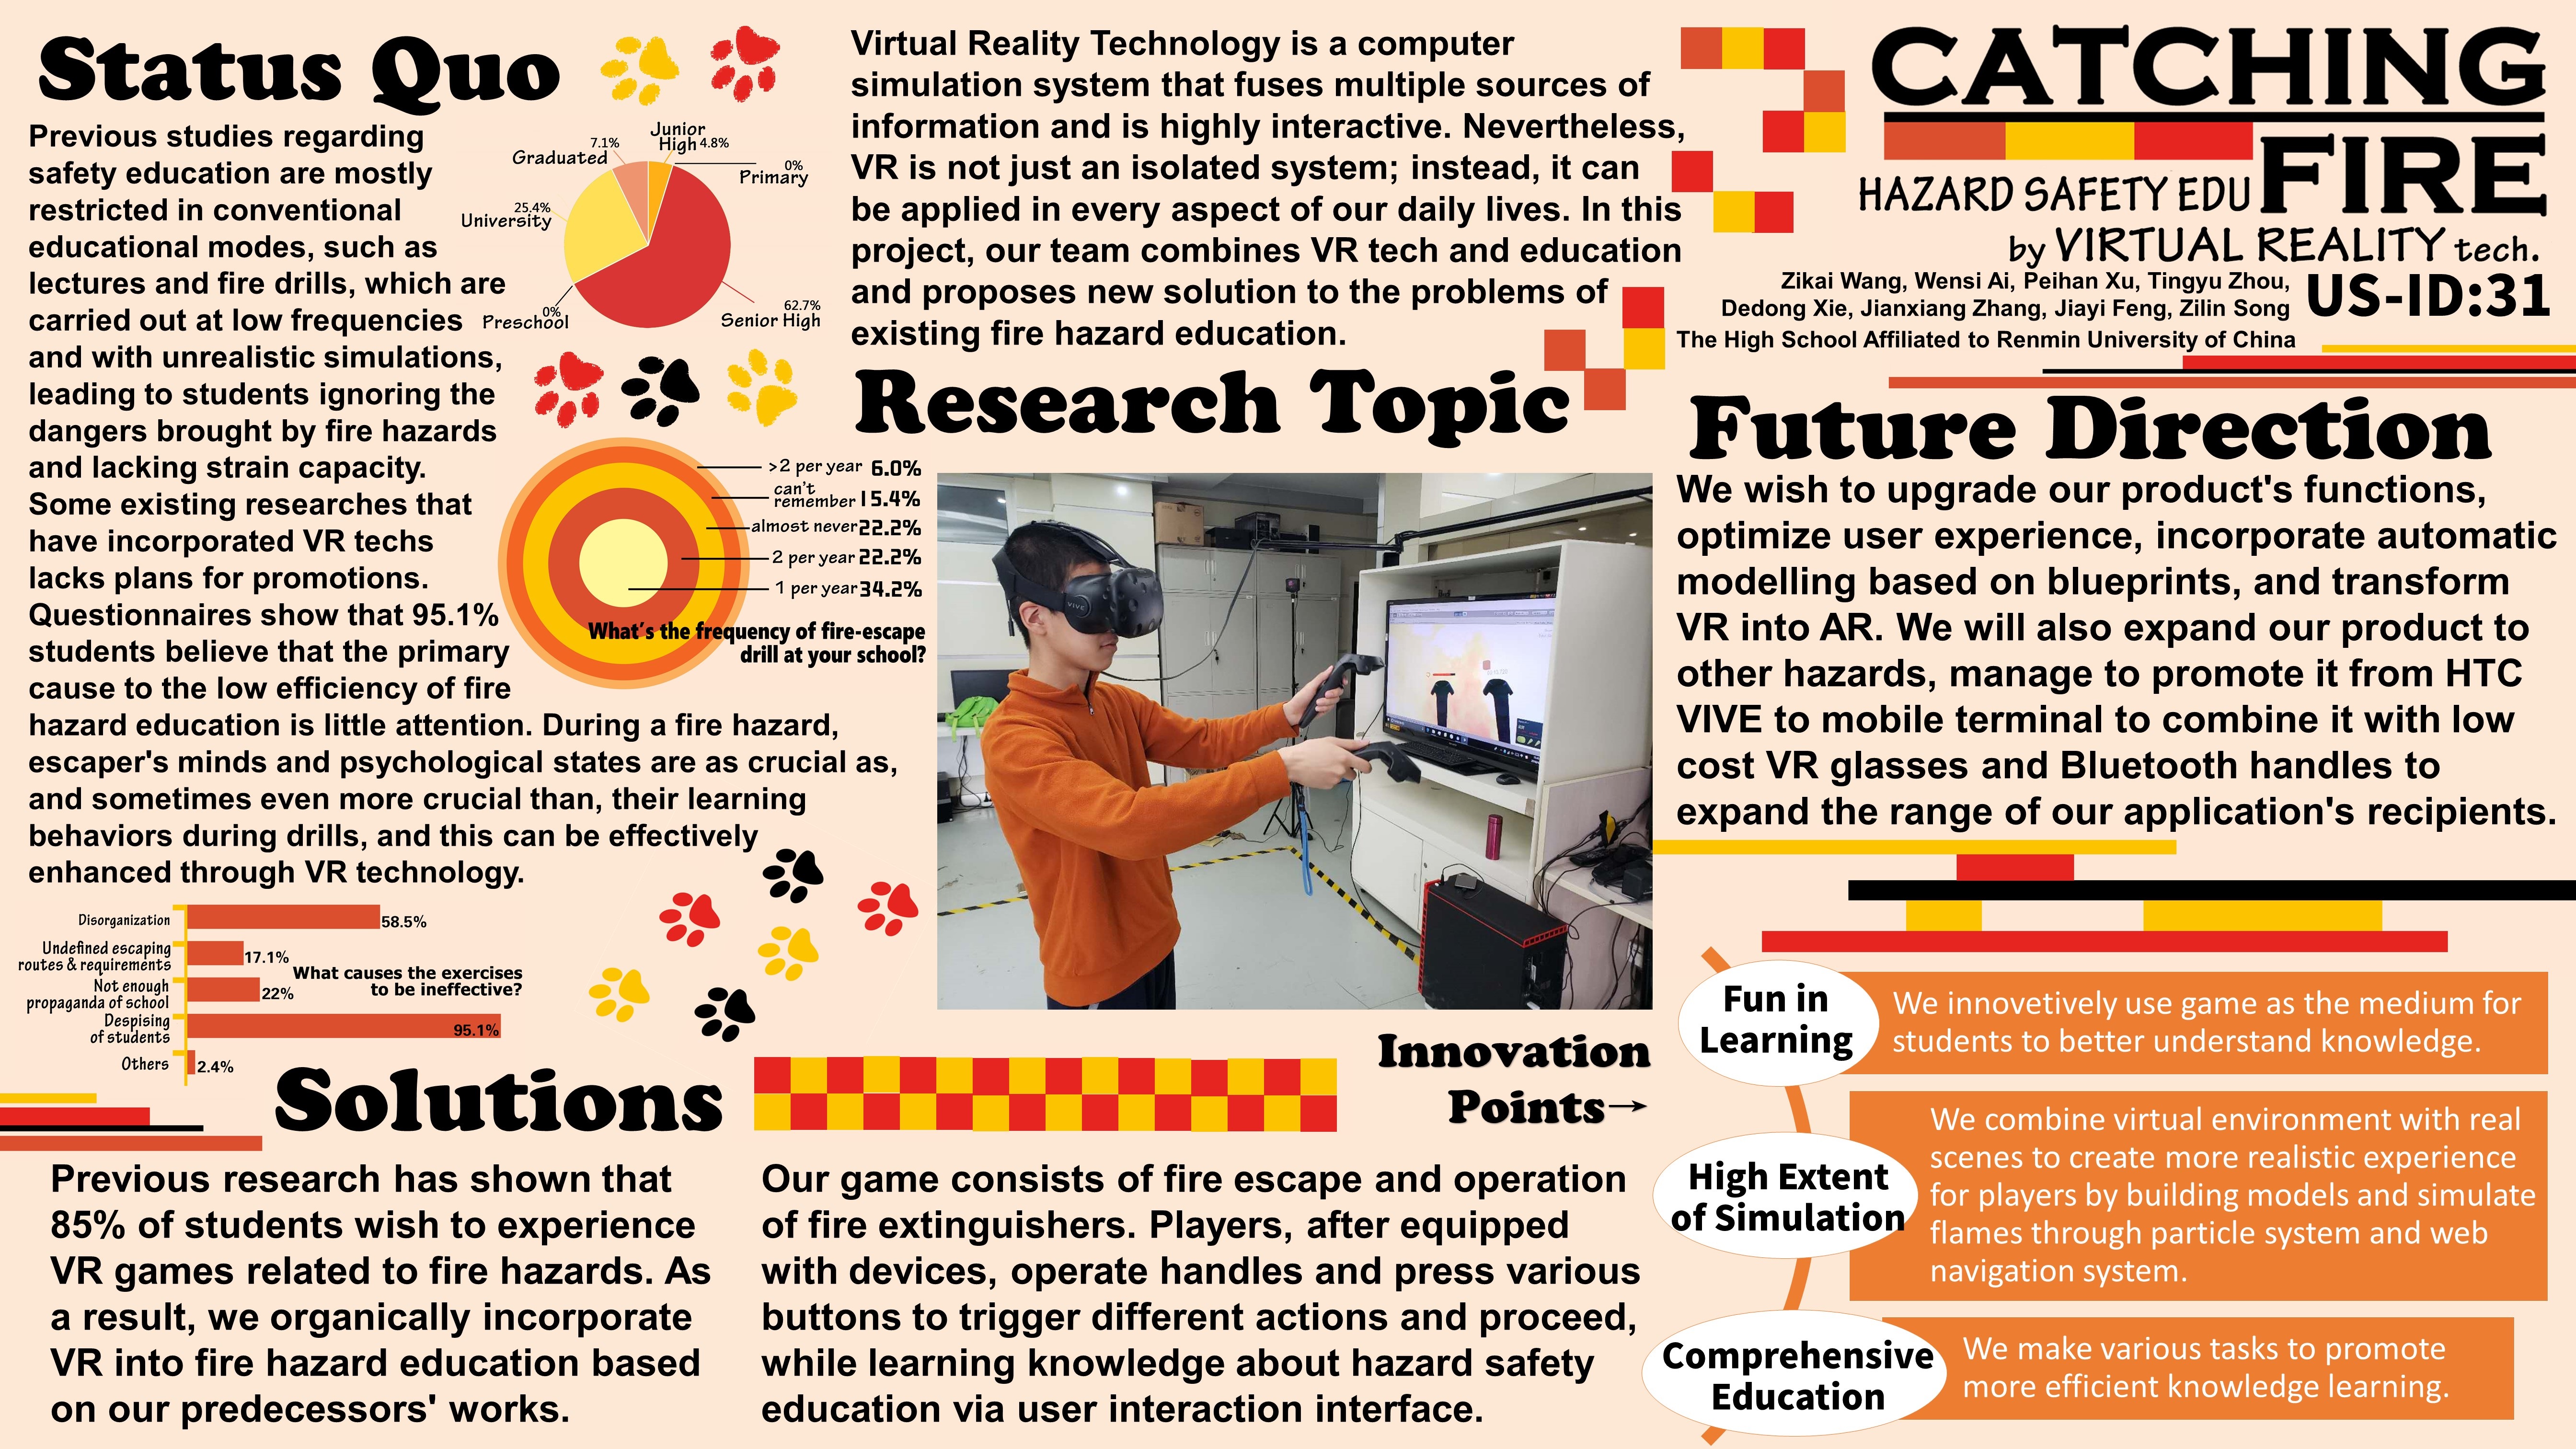 Status Quo
Previous studies regarding
safety education are mostly
restricted in conventional
educational modes, such as
lectures and fire drills, which are
carried out at low frequencies
and with unrealistic simulations,
leading to students ignoring the
dangers brought by fire hazards
and lacking strain capacity.
Some existing researches that
have incorporated VR techs
lacks plans for promotions.
Questionnaires show that 95.1%
students believe that the primary
cause to the low efficiency of fire
hazard education is little attention. During a fire hazard,
escaper's minds and psychological states are as crucial as,
and sometimes even more crucial than, their learning
behaviors during drills, and this can be effectively
enhanced through VR technology.
Junior
High 4.8%
7.1%
Graduated
0%
Primary
25.4%
University
0%
Preschool
62.7%
Senior High
>2 per year 6.0%
can't
remember 15.4%
almost never 22.2%
2 per year 22.2%
1 per year 34.2%
What's the frequency of fire-escape
drill at your school?
Disorganization
58.5%
Undefined escaping
routes & requirements
17.1%
Not enough
propaganda of school
22%
Despising
of students
95.1%
Others
2.4%
What causes the exercises
to be ineffective?
Solutions
Previous research has shown that
85% of students wish to experience
VR games related to fire hazards. As
a result, we organically incorporate
VR into fire hazard education based
on our predecessors' works.
Our game consists of fire escape and operation
of fire extinguishers. Players, after equipped
with devices, operate handles and press various
buttons to trigger different actions and proceed,
while learning knowledge about hazard safety
education via user interaction interface.
Virtual Reality Technology is a computer
simulation system that fuses multiple sources of
information and is highly interactive. Nevertheless,
VR is not just an isolated system; instead, it can
be applied in every aspect of our daily lives. In this
project, our team combines VR tech and education
and proposes new solution to the problems of
existing fire hazard education.
Research Topic
VIVE
CATCHING
FIRE
HAZARD SAFETY EDU
by VIRTUAL REALITY tech.
Zikai Wang, Wensi Ai, Peihan Xu, Tingyu Zhou,
Dedong Xie, Jianxiang Zhang, Jiayi Feng, Zilin Song
US-ID:31
The High School Affiliated to Renmin University of China
Future Direction
We wish to upgrade our product's functions,
optimize user experience, incorporate automatic
modelling based on blueprints, and transform
VR into AR. We will also expand our product to
other hazards, manage to promote it from HTC
VIVE to mobile terminal to combine it with low
cost VR glasses and Bluetooth handles to
expand the range of our application's recipients.
Innovation
Points→
Fun in
Learning
We innovetively use game as the medium for
students to better understand knowledge.
High Extent
of Simulation
We combine virtual environment with real
scenes to create more realistic experience
for players by building models and simulate
flames through particle system and web
navigation system.
Comprehensive
Education
We make various tasks to promote
more efficient knowledge learning.